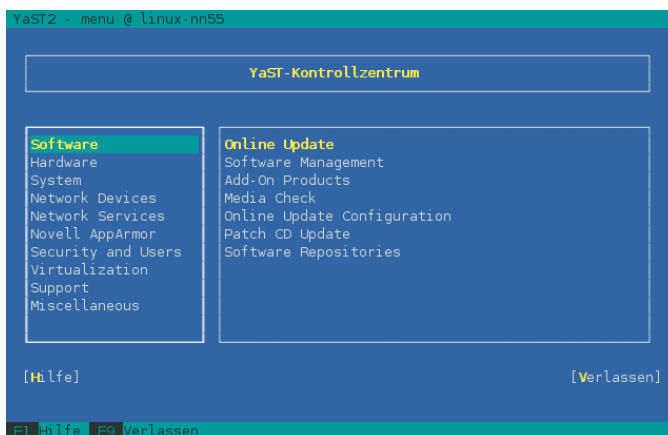 YaST2 - menu @ linux-nn55
YaST-Kontrollzentrum
Software
Hardware
System
Network Devices
Network Services
Novell AppArmor
Security and Users
Virtualization
Support
Miscellaneous
Online Update
Software Management
Add-On Products
Media Check
Online Update Configuration
Patch CD Update
Software Repositories
[Hilfe]
[Verlassen]
F1 Hilfe F9 Verlassen